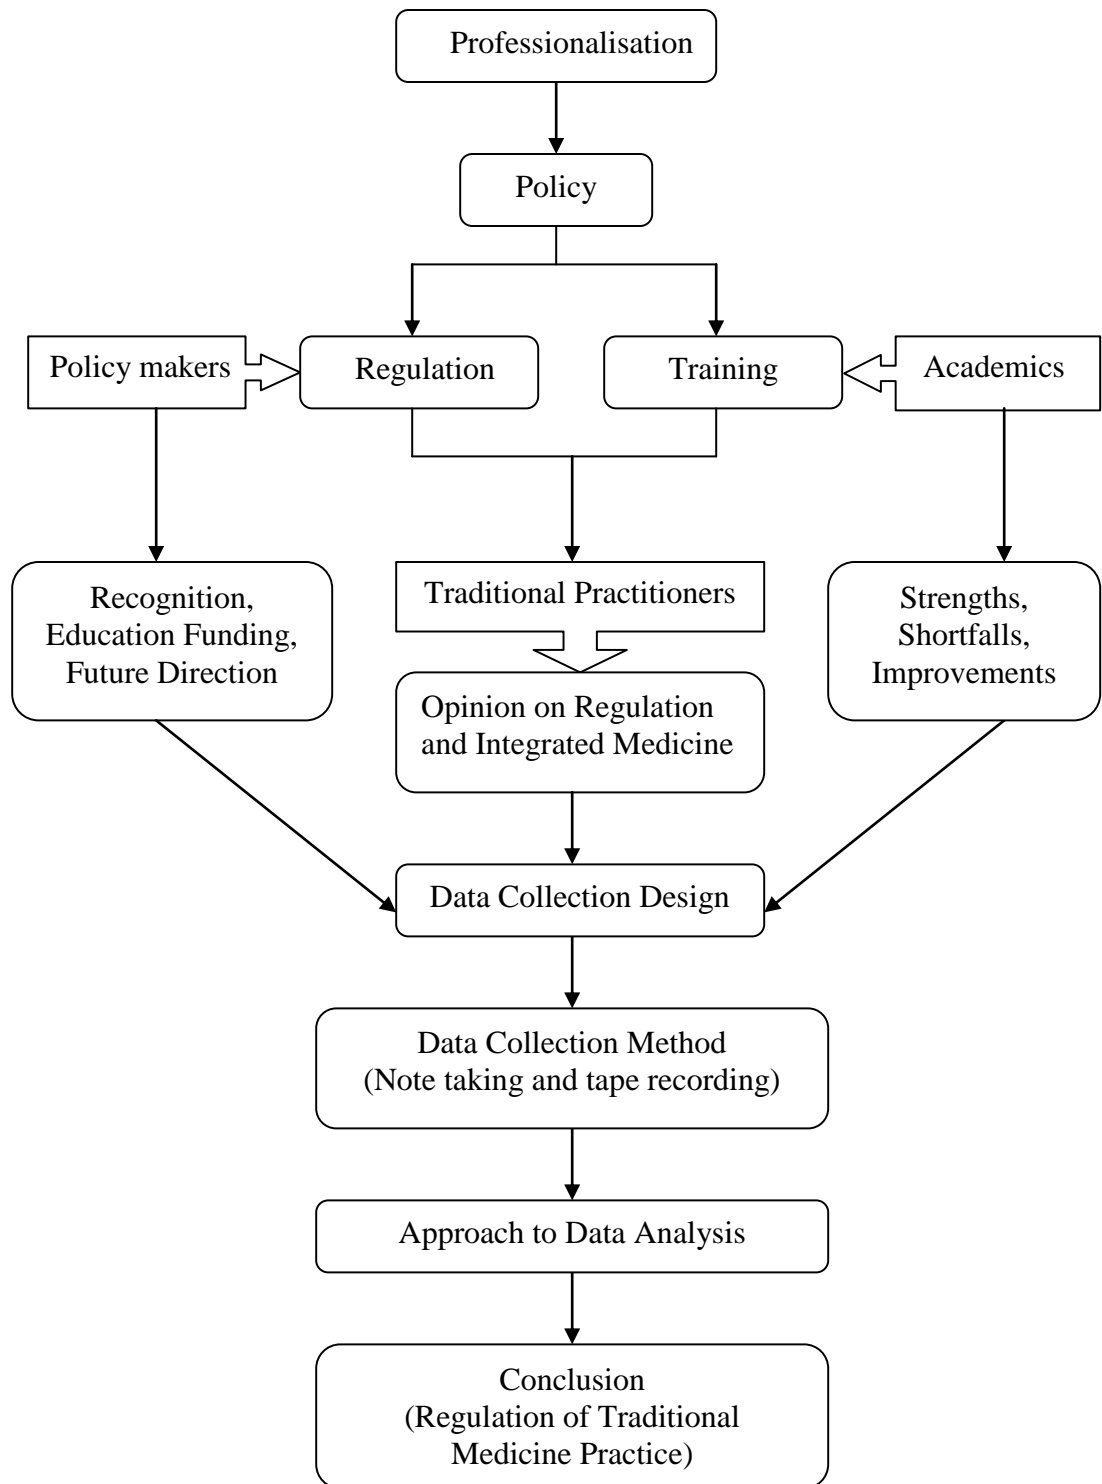 Professionalisation
Policy
Policy makers
Regulation
Training
Academics
Recognition,
Education Funding,
Future Direction
Traditional Practitioners
Strengths,
Shortfalls,
Improvements
Opinion on Regulation
and Integrated Medicine
Data Collection Design
Data Collection Method
(Note taking and tape recording)
Approach to Data Analysis
Conclusion
(Regulation of Traditional
Medicine Practice)